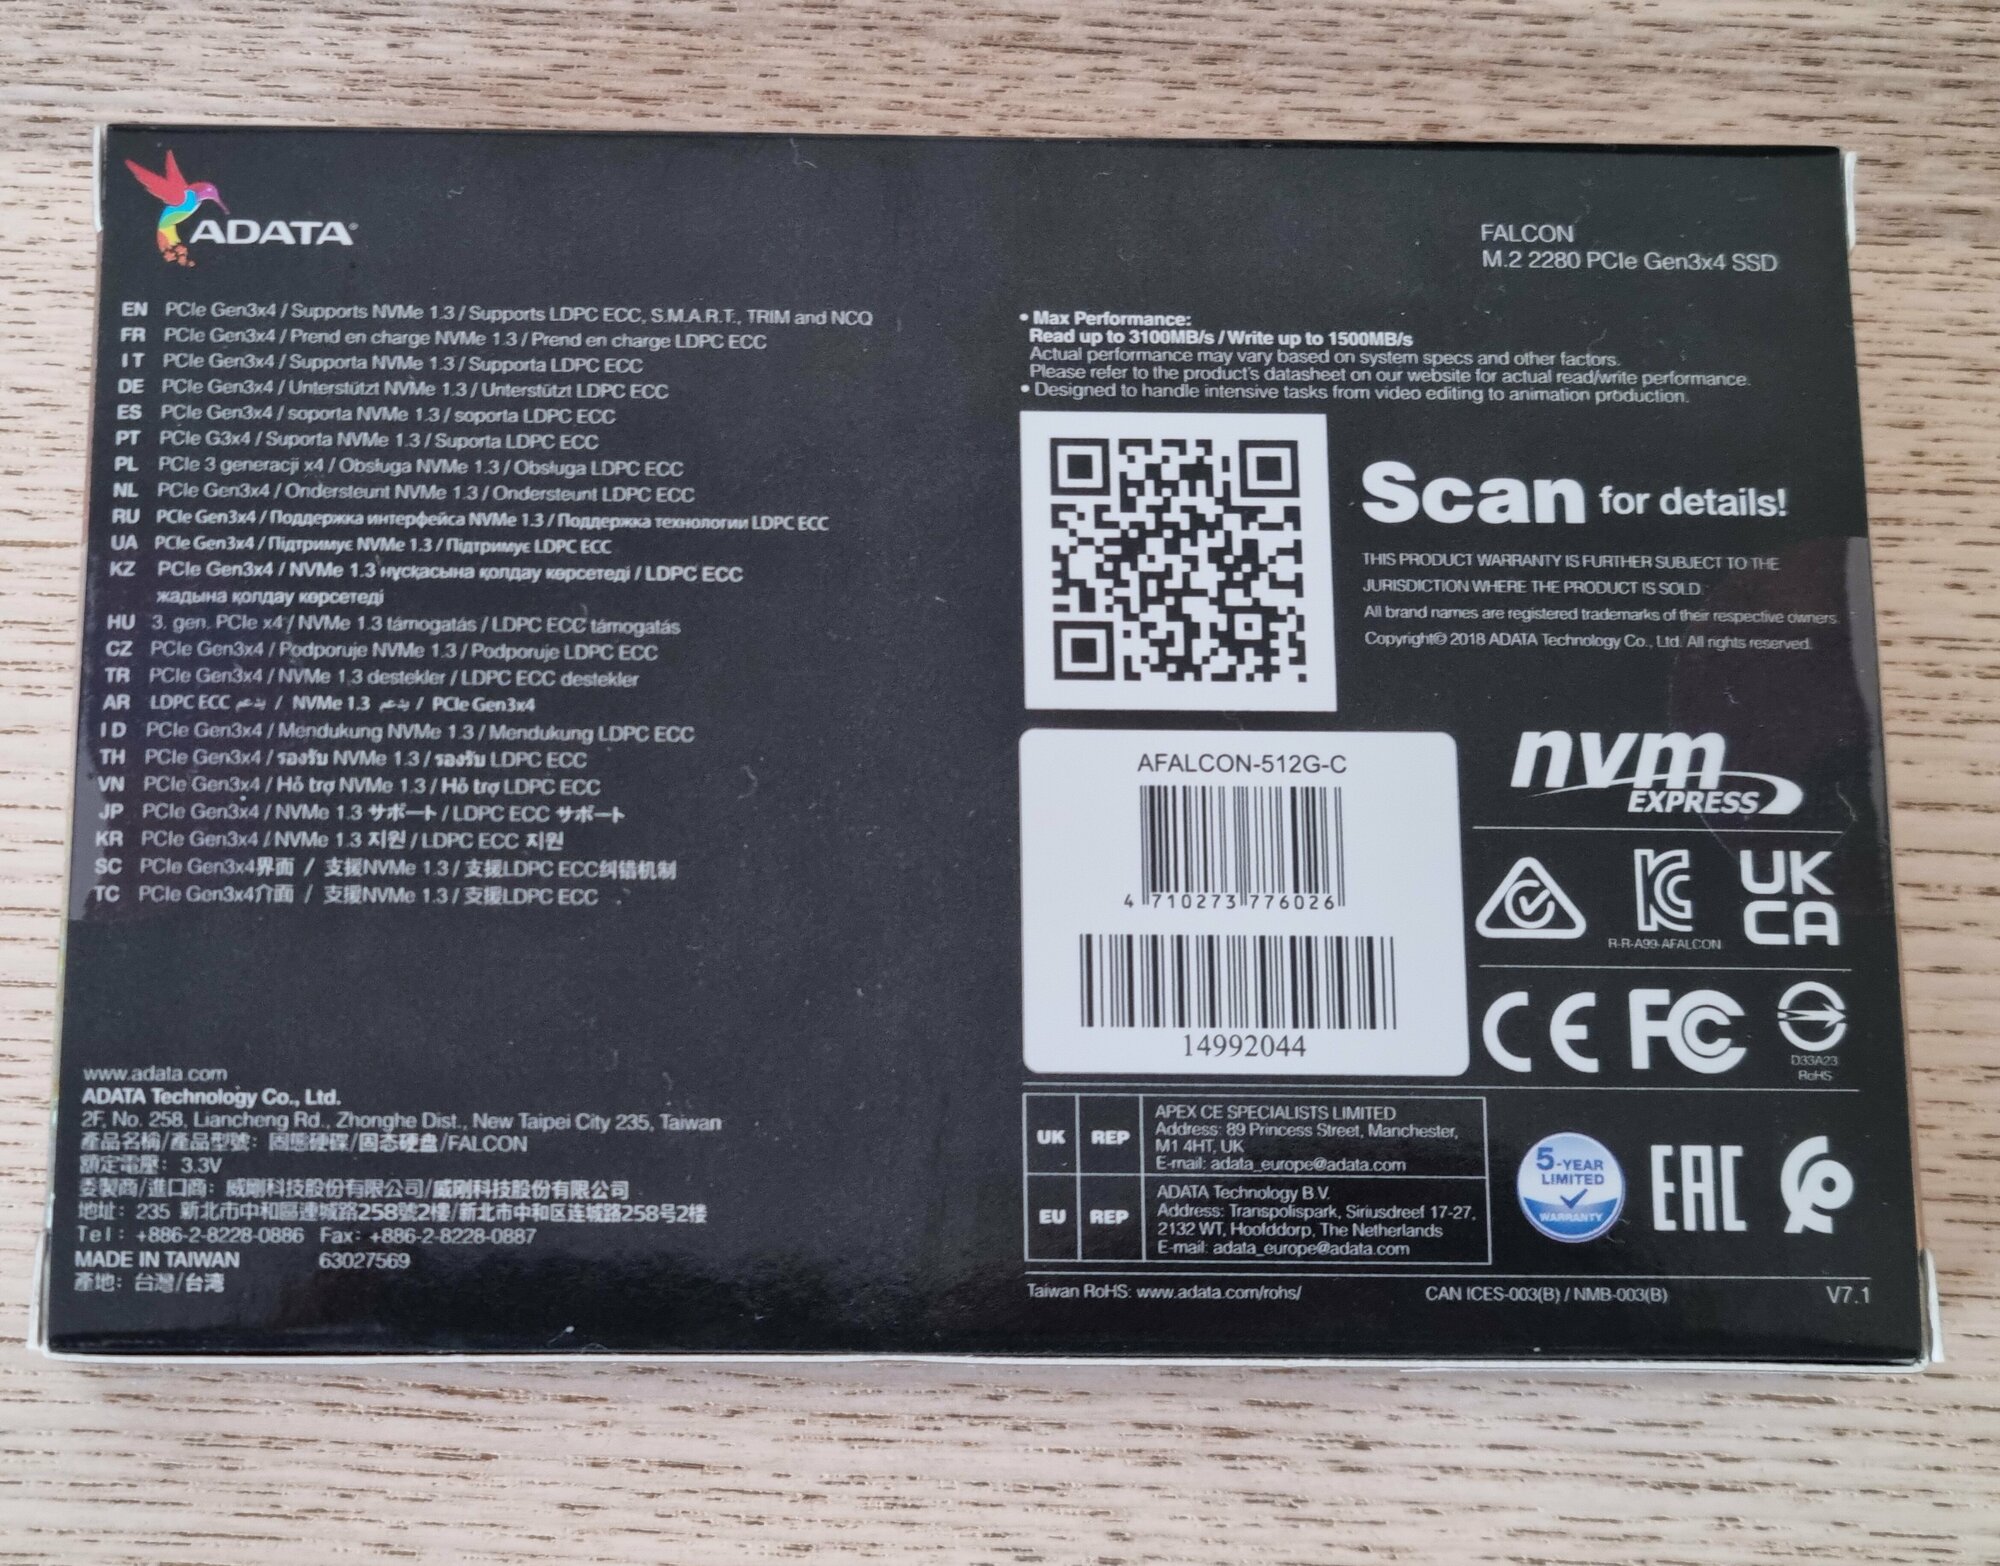 ADATA®
FALCON
M.2 2280 PCIe Gen3x4 SSD
EN PCIe Gen3x4 / Supports NVMe 1.3 / Supports LDPC ECC, S.M.A.R.T., TRIM and NCQ
FR PCIe Gen3x4 / Prend en charge NVMe 1.3 / Prend en charge LDPC ECC
IT PCIe Gen3x4 / Supporta NVMe 1.3 / Supporta LDPC ECC
DE PCIe Gen3x4 / Unterstützt NVMe 1.3 / Unterstützt LDPC ECC
ES PCIe Gen3x4 / soporta NVMe 1.3 / soporta LDPC ECC
PT PCIe G3x4 / Suporta NVMe 1.3 / Suporta LDPC ECC
PL PCIe 3 generacji x4 / Obsługa NVMe 1.3 / Obsługa LDPC ECC
NL PCIe Gen3x4 / Ondersteunt NVMe 1.3 / Ondersteunt LDPC ECC
RU PCIe Gen3x4 / Поддержка интерфейса NVMe 1.3 / Поддержка технологии LDPC ECC
UA PCIe Gen3x4 / Підтримує NVMe 1.3 / Підтримує LDPC ECC
KZ PCIe Gen3x4 / NVMe 1.3 нұсқасына қолдау көрсетеді / LDPC ECC
жадына қолдау көрсетеді
HU 3. gen. PCIe x4 / NVMe 1.3 támogatás / LDPC ECC támogatás
CZ PCIe Gen3x4 / Podporuje NVMe 1.3 / Podporuje LDPC ECC
TR PCIe Gen3x4 / NVMe 1.3 destekler / LDPC ECC destekler
AR LDPC ECC يدعم / NVMe 1.3 يدعم / PCIe Gen3x4
ID PCIe Gen3x4 / Mendukung NVMe 1.3 / Mendukung LDPC ECC
TH PCIe Gen3x4 / รองรับ NVMe 1.3 / รองรับ LDPC ECC
VN PCIe Gen3x4 / Hỗ trợ NVMe 1.3 / Hỗ trợ LDPC ECC
JP PCIe Gen3x4 / NVMe 1.3 サポート / LDPC ECC サポート
KR PCIe Gen3x4 / NVMe 1.3 지원 / LDPC ECC 지원
SC PCIe Gen3x4界面 / 支援NVMe 1.3 / 支援LDPC ECC纠错机制
TC PCIe Gen3x4介面 / 支援NVMe 1.3 / 支援LDPC ECC
www.adata.com
ADATA Technology Co., Ltd.
2F, No. 258, Liancheng Rd., Zhonghe Dist., New Taipei City 235, Taiwan
產品名稱/產品型號: 固態硬碟/固态硬盘/FALCON
額定電壓: 3.3V
委製商/進口商: 威剛科技股份有限公司/威刚科技股份有限公司
地址: 235 新北市中和區連城路258號2樓/新北市中和区连城路258号2楼
Tel: +886-2-8228-0886 Fax: +886-2-8228-0887
MADE IN TAIWAN 63027569
產地: 台灣/台湾
• Max Performance:
Read up to 3100MB/s / Write up to 1500MB/s
Actual performance may vary based on system specs and other factors.
Please refer to the product's datasheet on our website for actual read/write performance.
• Designed to handle intensive tasks from video editing to animation production.
Scan for details!
THIS PRODUCT WARRANTY IS FURTHER SUBJECT TO THE
JURISDICTION WHERE THE PRODUCT IS SOLD.
All brand names are registered trademarks of their respective owners.
Copyright© 2018 ADATA Technology Co., Ltd. All rights reserved.
AFALCON-512G-C
4 710273 776026
14992044
nvm
EXPRESS
KC
R-R-A99-AFALCON
UK
CA
CE FC
D33A23
RoHS
UK REP
APEX CE SPECIALISTS LIMITED
Address: 89 Princess Street, Manchester,
M1 4HT, UK
E-mail: adata_europe@adata.com
EU REP
ADATA Technology B.V.
Address: Transpolispark, Siriusdreef 17-27,
2132 WT, Hoofddorp, The Netherlands
E-mail: adata_europe@adata.com
5-YEAR
LIMITED
WARRANTY
EAC
Taiwan RoHS: www.adata.com/rohs/
CAN ICES-003(B) / NMB-003(B)
V7.1